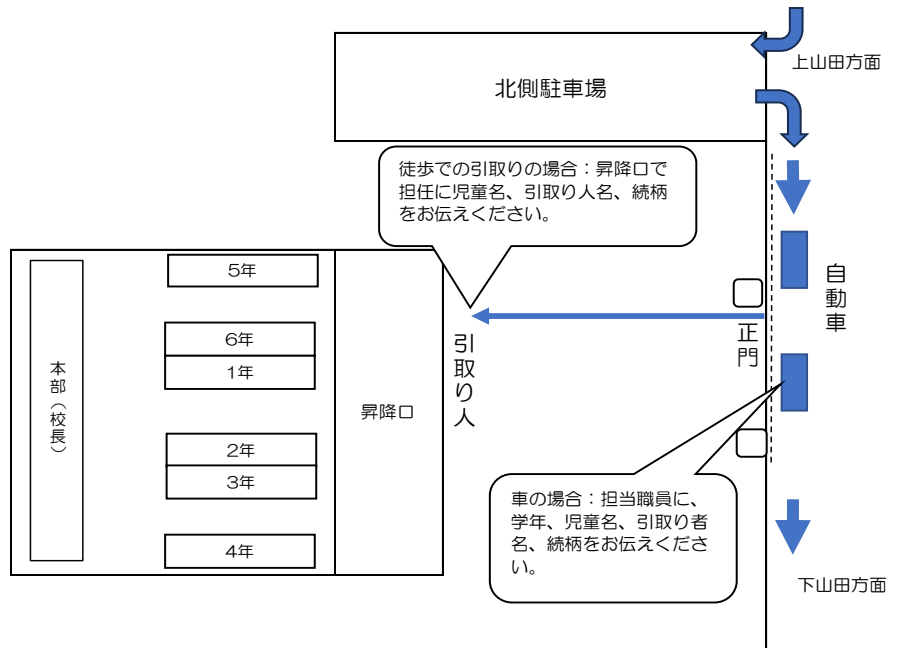 上山田方面
北側駐車場
徒歩での引取りの場合：昇降口で
担任に児童名、引取り人名、続柄
をお伝えください。
自動車
正門
引取り人
5年
6年
1年
2年
3年
4年
本部（校長）
昇降口
車の場合：担当職員に、
学年、児童名、引取り者
名、続柄をお伝えくださ
い。
下山田方面